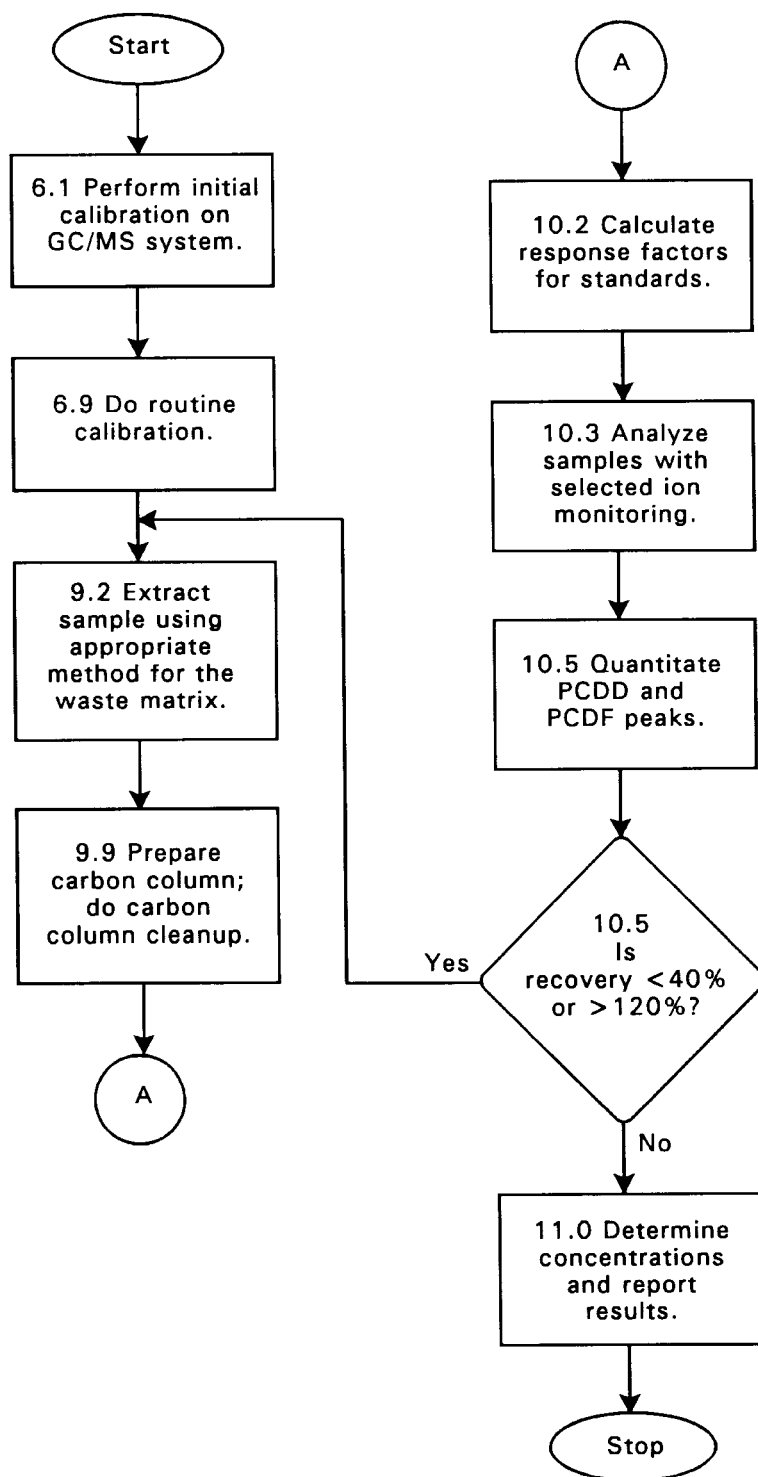 Start
6.1 Perform initial
calibration on
GC/MS system.
6.9 Do routine
calibration.
9.2 Extract
sample using
appropriate
method for the
waste matrix.
9.9 Prepare
carbon column;
do carbon
column cleanup.
A
A
10.2 Calculate
response factors
for standards.
10.3 Analyze
samples with
selected ion
monitoring.
10.5 Quantitate
PCDD and
PCDF peaks.
10.5
Is
recovery <40%
or >120%?
Yes
No
11.0 Determine
concentrations
and report
results.
Stop